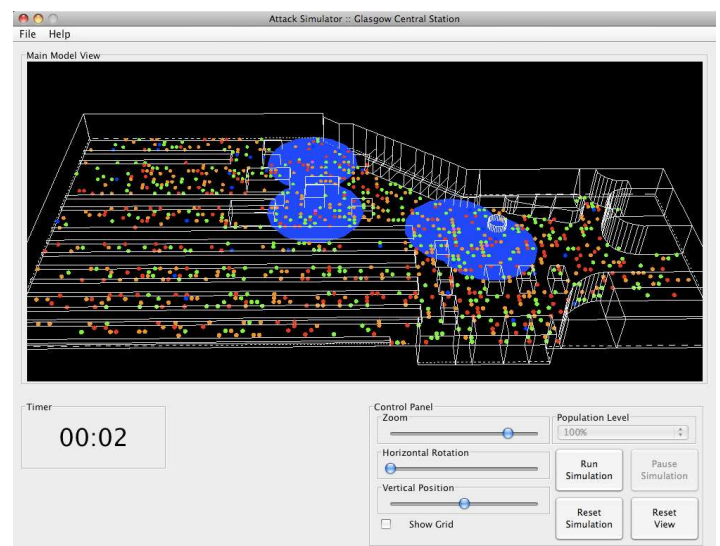 Attack Simulator :: Glasgow Central Station
File Help
Main Model View
Timer
00:02
Control Panel
Zoom
Population Level
100%
Horizontal Rotation
Run Simulation
Pause Simulation
Vertical Position
Show Grid
Reset Simulation
Reset View